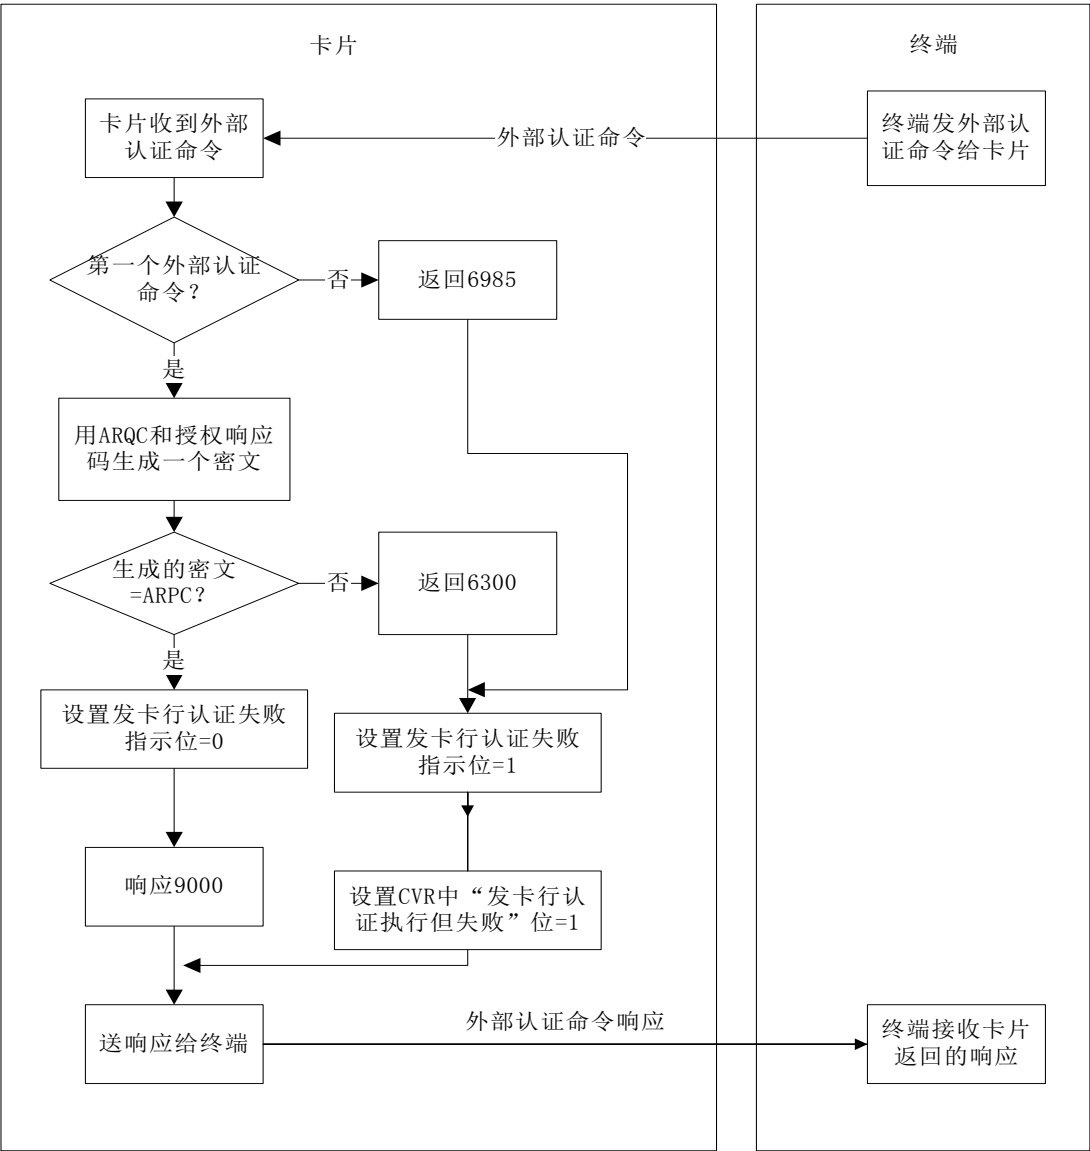 卡片
终端
卡片收到外部
认证命令
外部认证命令
终端发外部认
证命令给卡片
第一个外部认证
命令？
否
返回6985
是
用ARQC和授权响应
码生成一个密文
生成的密文
=ARPC？
否
返回6300
是
设置发卡行认证失败
指示位=0
设置发卡行认证失败
指示位=1
响应9000
设置CVR中“发卡行认
证执行但失败”位=1
送响应给终端
外部认证命令响应
终端接收卡片
返回的响应